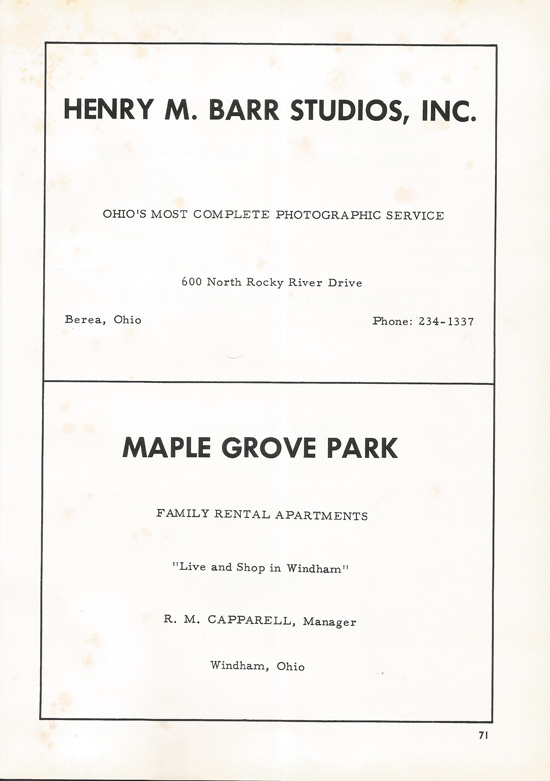 HENRY M. BARR STUDIOS, INC.
OHIO'S MOST COMPLETE PHOTOGRAPHIC SERVICE
600 North Rocky River Drive
Berea, Ohio Phone: 234-1337
MAPLE GROVE PARK
FAMILY RENTAL APARTMENTS
"Live and Shop in Windham"
R. M. CAPPARELL, Manager
Windham, Ohio
71